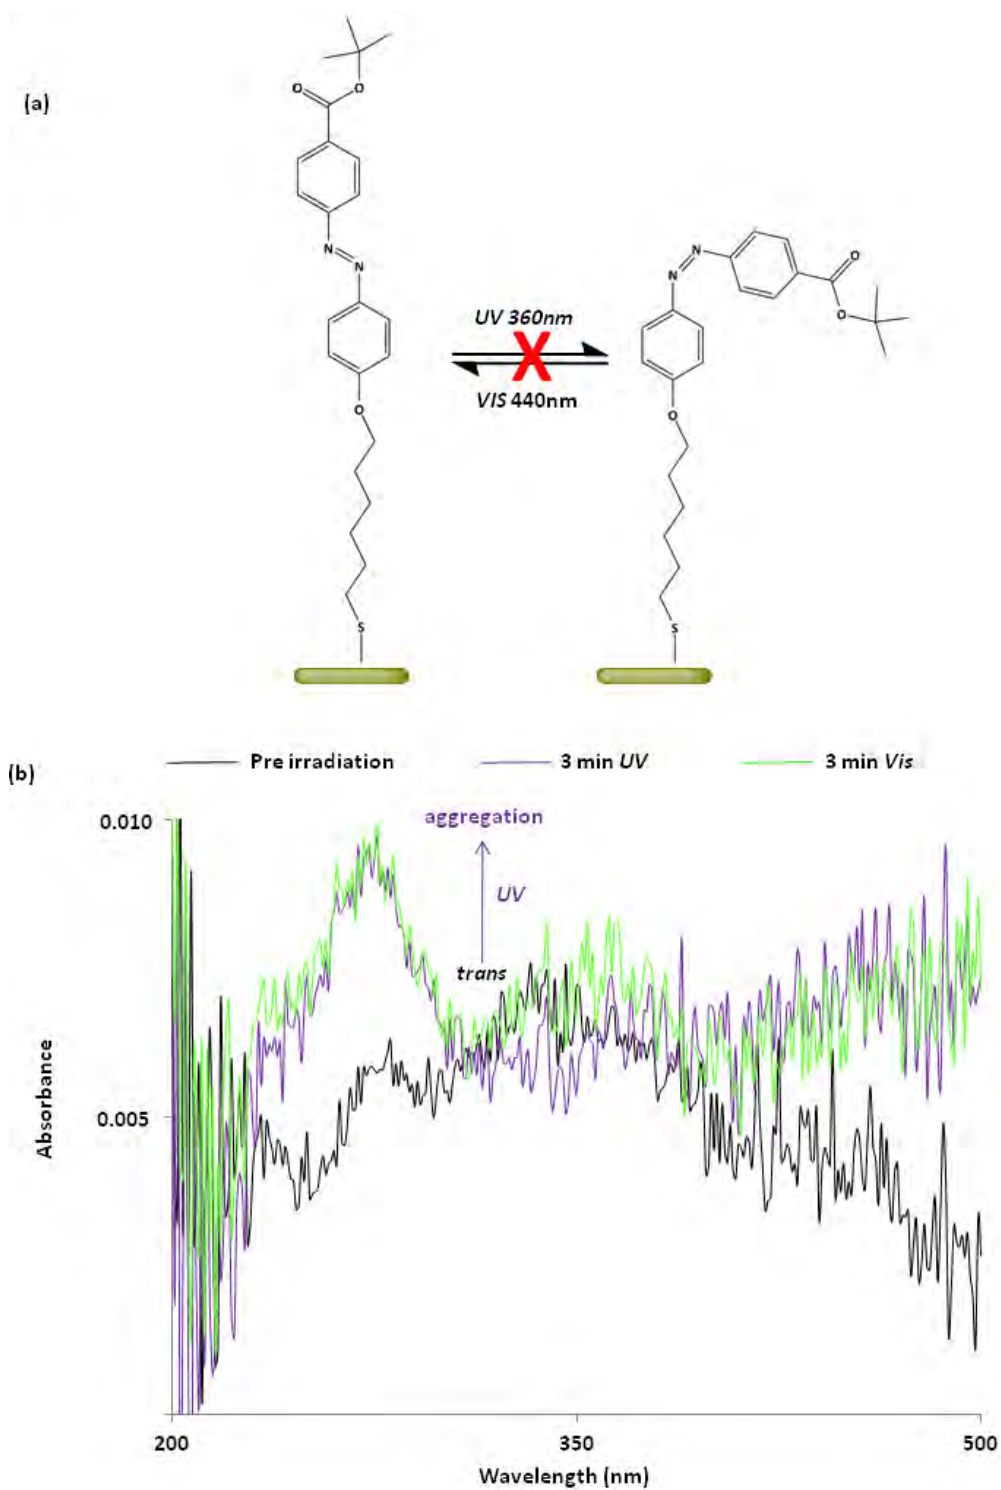 (a)
O
O
N
N
N
N
O
O
UV 360nm
X
VIS 440nm
O
O
S
S
(b)
Pre irradiation
3 min UV
3 min Vis
0.010
aggregation
UV
trans
0.005
Absorbance
200
350
500
Wavelength (nm)